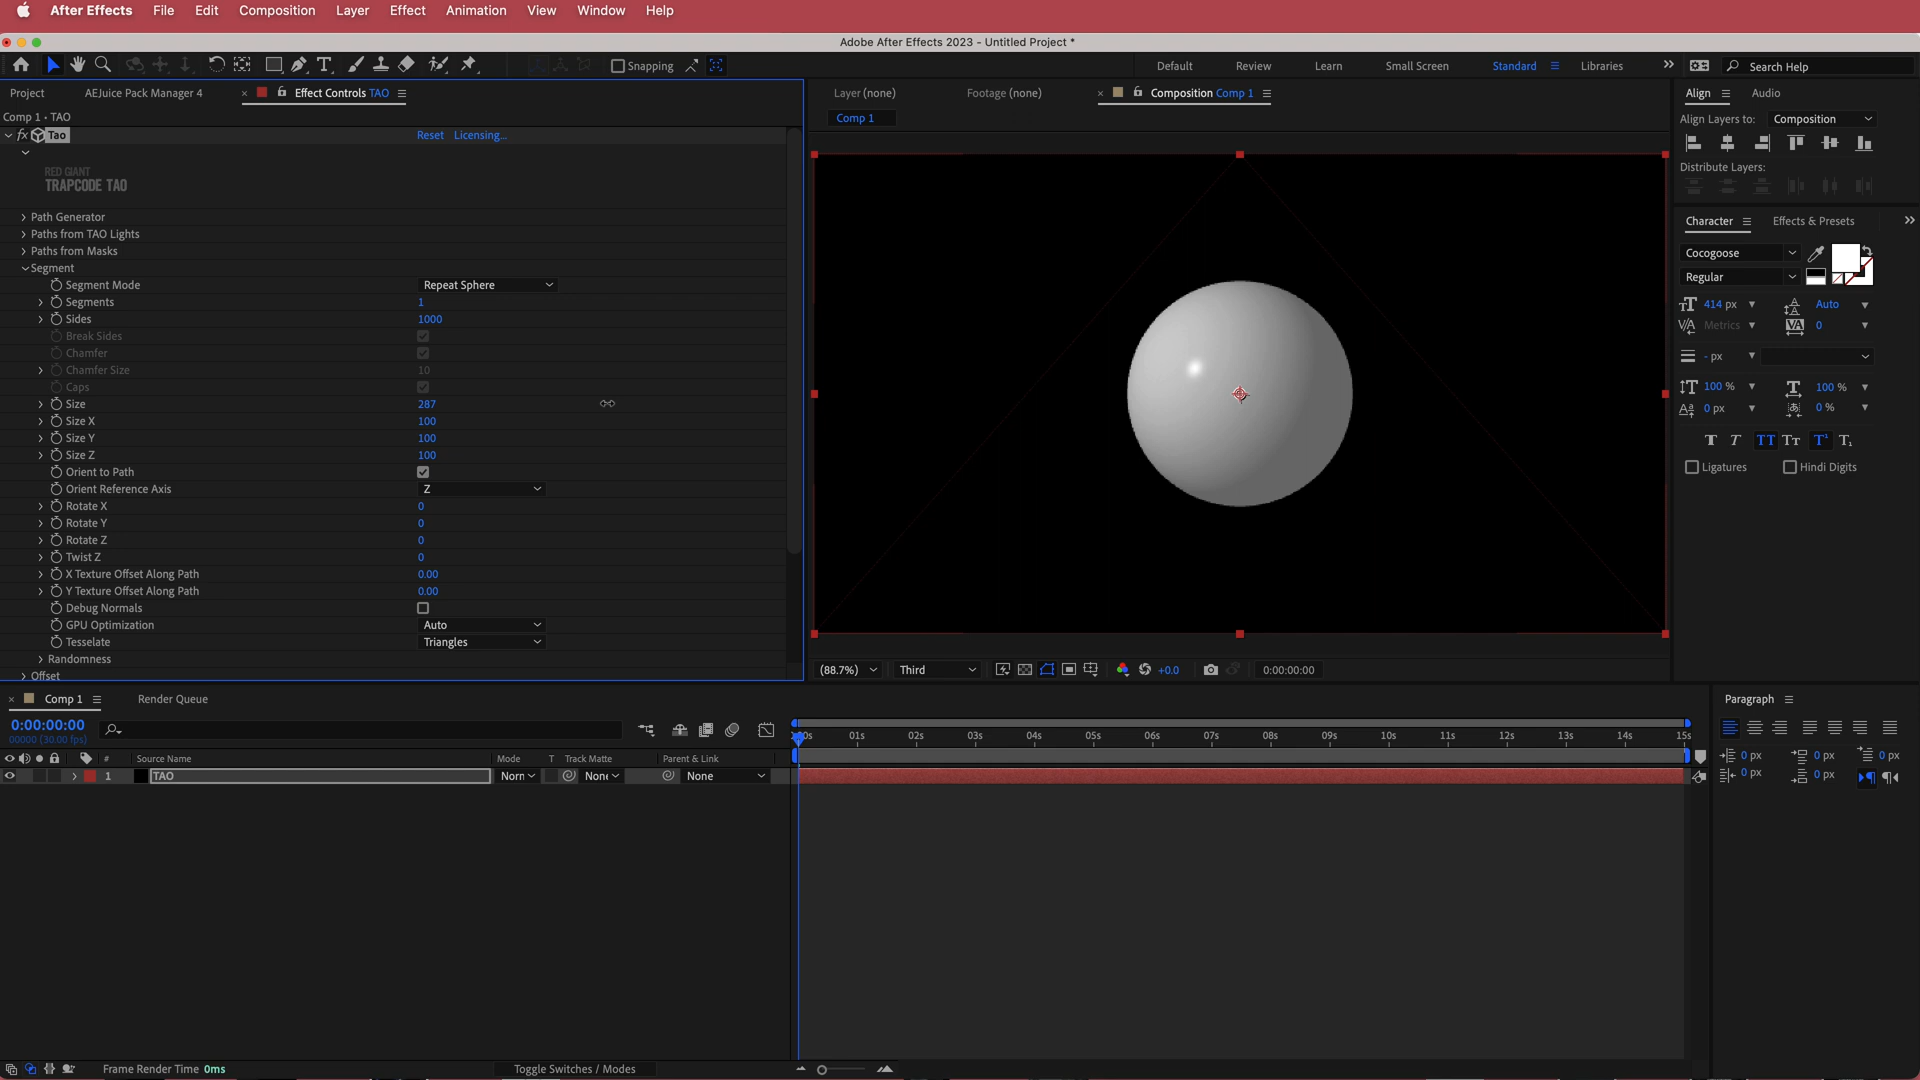 After Effects File Edit Composition Layer Effect Animation View Window Help
Adobe After Effects 2023 - Untitled Project *
Snapping Default Review Learn Small Screen Standard Libraries Search Help
Project AEJuice Pack Manager 4 × Effect Controls TAO
Comp 1 • TAO
fx Tao Reset Licensing...
RED GIANT
TRAPCODE TAO
Path Generator
Paths from TAO Lights
Paths from Masks
Segment
Segment Mode Repeat Sphere
Segments 1
Sides 1000
Break Sides
Chamfer
Chamfer Size 10
Caps
Size 287
Size X 100
Size Y 100
Size Z 100
Orient to Path
Orient Reference Axis Z
Rotate X 0
Rotate Y 0
Rotate Z 0
Twist Z 0
X Texture Offset Along Path 0.00
Y Texture Offset Along Path 0.00
Debug Normals
GPU Optimization Auto
Tesselate Triangles
Randomness
Offset
Layer (none) Footage (none) × Composition Comp 1
Comp 1
(88.7%) Third +0.0 0:00:00:00
Align Audio
Align Layers to: Composition
Distribute Layers:
Character Effects & Presets
Cocogoose
Regular
414 px Auto
Metrics 0
- px
100 % 100 %
0 px 0 %
T T TT Tt T¹ T₁
Ligatures Hindi Digits
× Comp 1 Render Queue
0:00:00:00
00000 (30.00 fps)
# Source Name Mode T Track Matte Parent & Link
1 TAO Norn None None
01s 02s 03s 04s 05s 06s 07s 08s 09s 10s 11s 12s 13s 14s 15s
Paragraph
0 px 0 px 0 px
0 px 0 px
Frame Render Time 0ms Toggle Switches / Modes